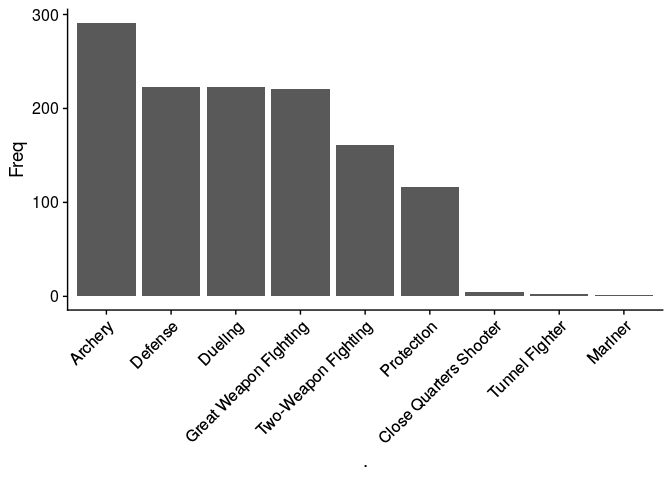 300
200
100
0
Freq
Archery
Defense
Dueling
Great Weapon Fighting
Two-Weapon Fighting
Protection
Close Quarters Shooter
Tunnel Fighter
Mariner
.